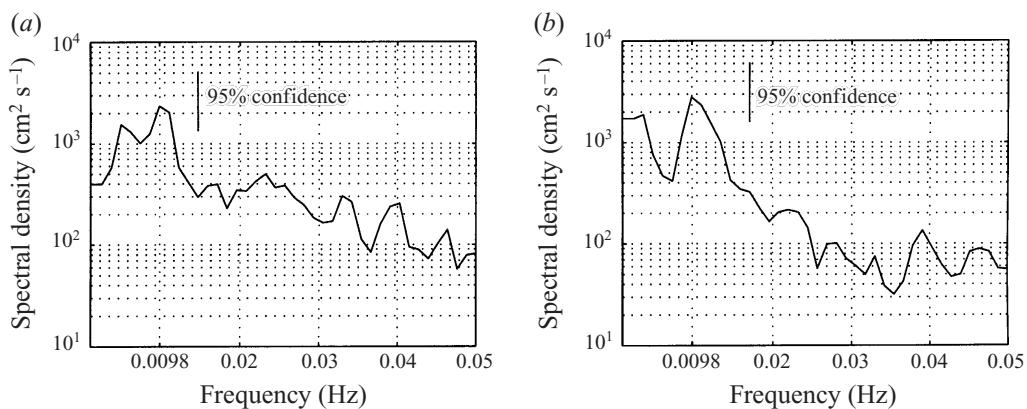 (a)
Spectral density (cm² s⁻¹)
10⁴
10³
10²
10¹
95% confidence
0.0098 0.02 0.03 0.04 0.05
Frequency (Hz)
(b)
Spectral density (cm² s⁻¹)
10⁴
10³
10²
10¹
95% confidence
0.0098 0.02 0.03 0.04 0.05
Frequency (Hz)